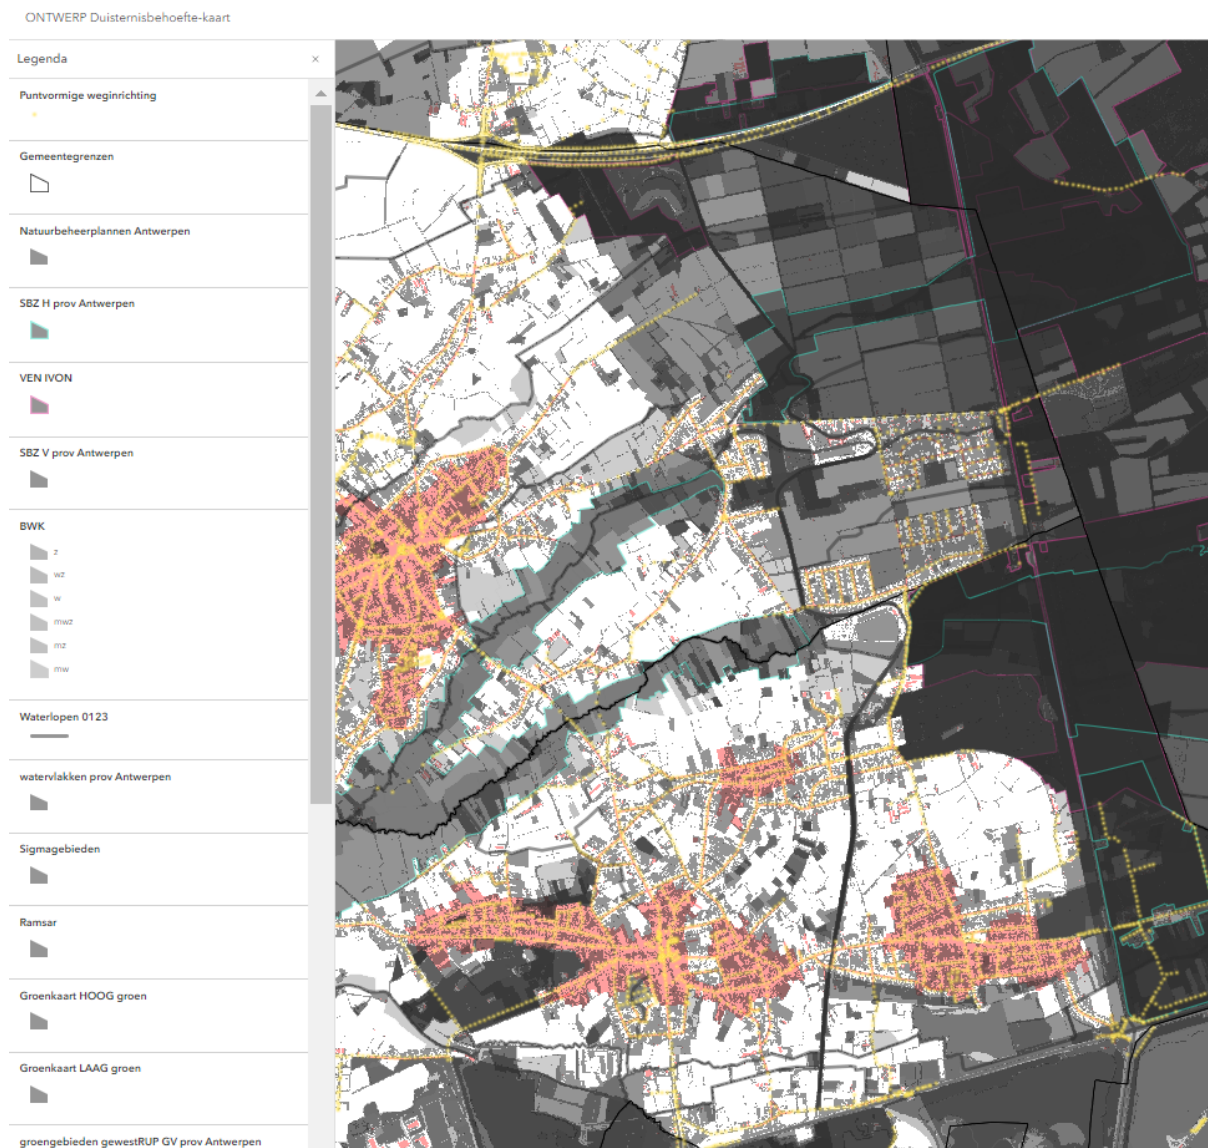 ONTWERP Duisternisbehoefte-kaart
Legenda
×
Puntvormige weginrichting
Gemeentegrenzen
Natuurbeheerplannen Antwerpen
SBZ H prov Antwerpen
VEN IVON
SBZ V prov Antwerpen
BWK
z
wz
w
mwz
mz
mw
Waterlopen 0123
watervlakken prov Antwerpen
Sigmagebieden
Ramsar
Groenkaart HOOG groen
Groenkaart LAAG groen
groengebieden gewestRUP GV prov Antwerpen